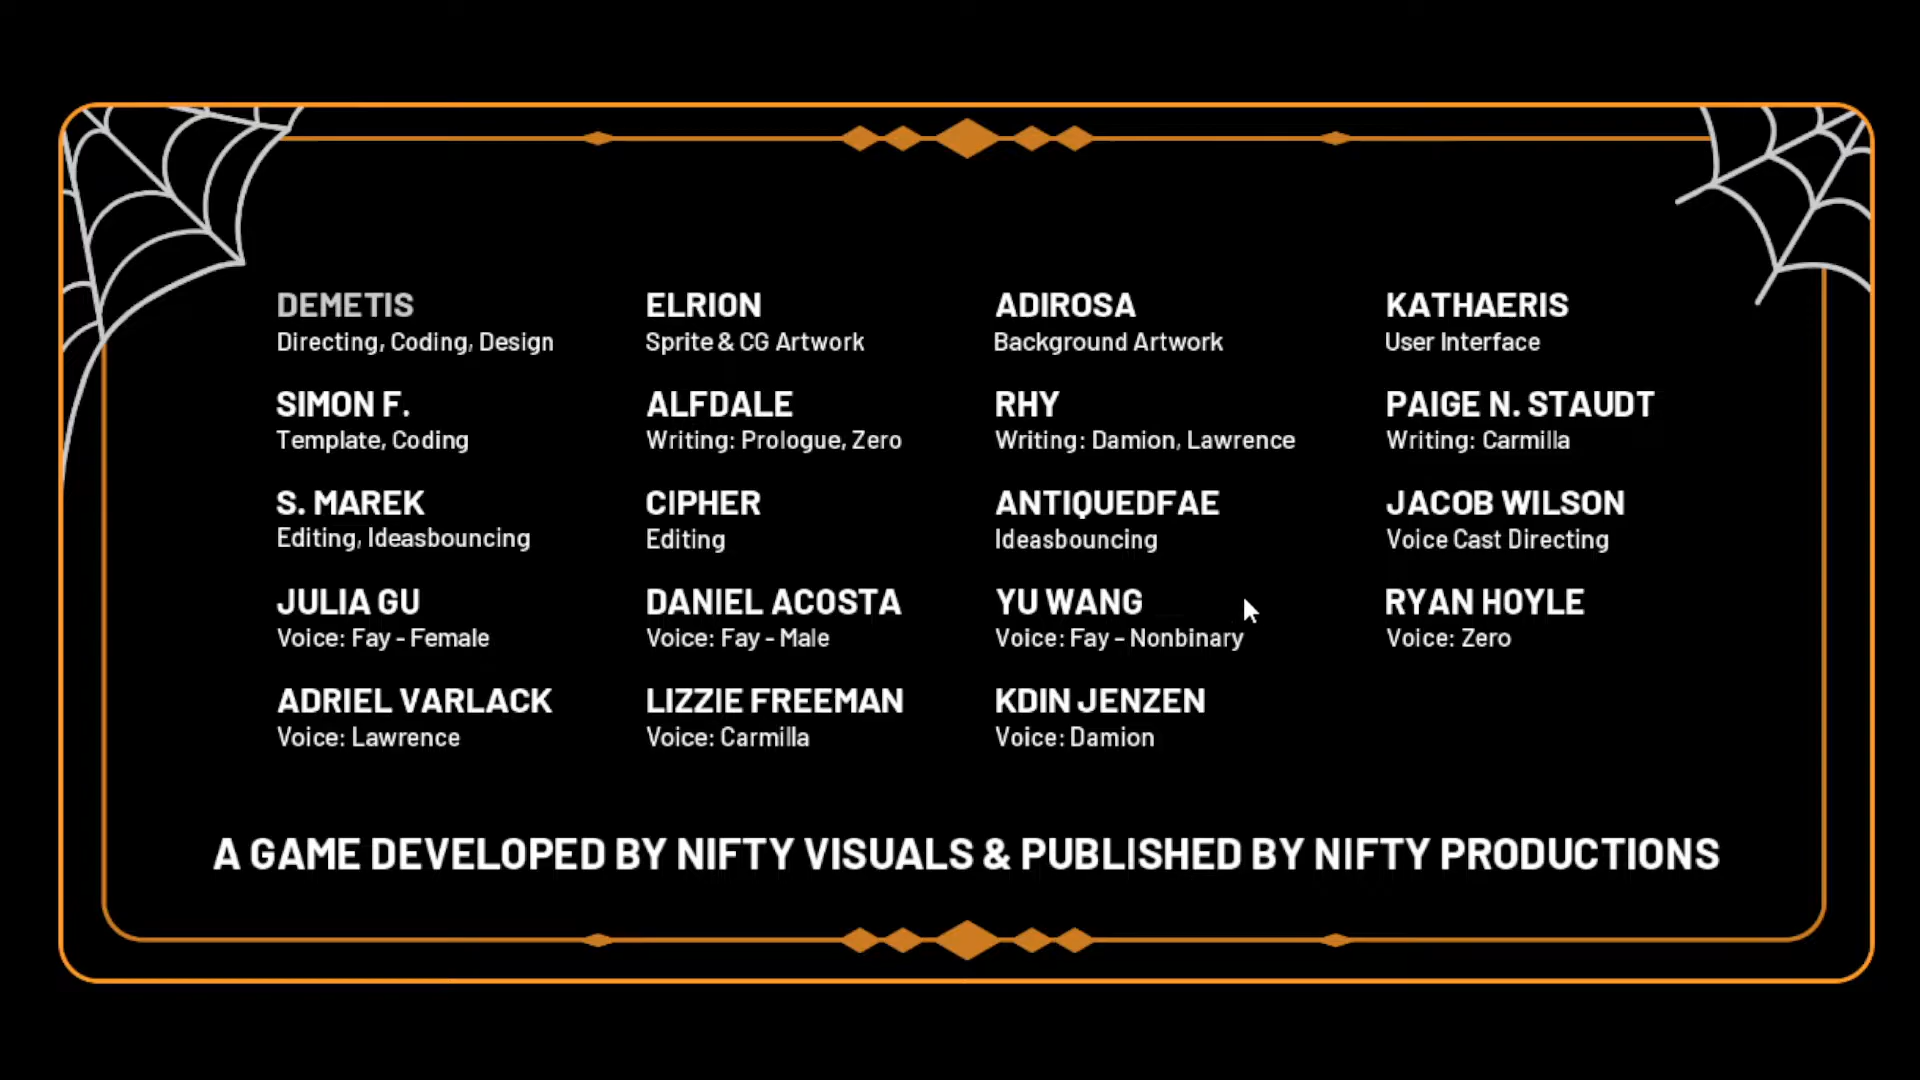 DEMETIS
Directing, Coding, Design
ELRION
Sprite & CG Artwork
ADIROSA
Background Artwork
KATHAERIS
User Interface
SIMON F.
Template, Coding
ALFDALE
Writing: Prologue, Zero
RHY
Writing: Damion, Lawrence
PAIGE N. STAUDT
Writing: Carmilla
S. MAREK
Editing, Ideasbouncing
CIPHER
Editing
ANTIQUEDFAE
Ideasbouncing
JACOB WILSON
Voice Cast Directing
JULIA GU
Voice: Fay - Female
DANIEL ACOSTA
Voice: Fay - Male
YU WANG
Voice: Fay - Nonbinary
RYAN HOYLE
Voice: Zero
ADRIEL VARLACK
Voice: Lawrence
LIZZIE FREEMAN
Voice: Carmilla
KDIN JENZEN
Voice: Damion
A GAME DEVELOPED BY NIFTY VISUALS & PUBLISHED BY NIFTY PRODUCTIONS